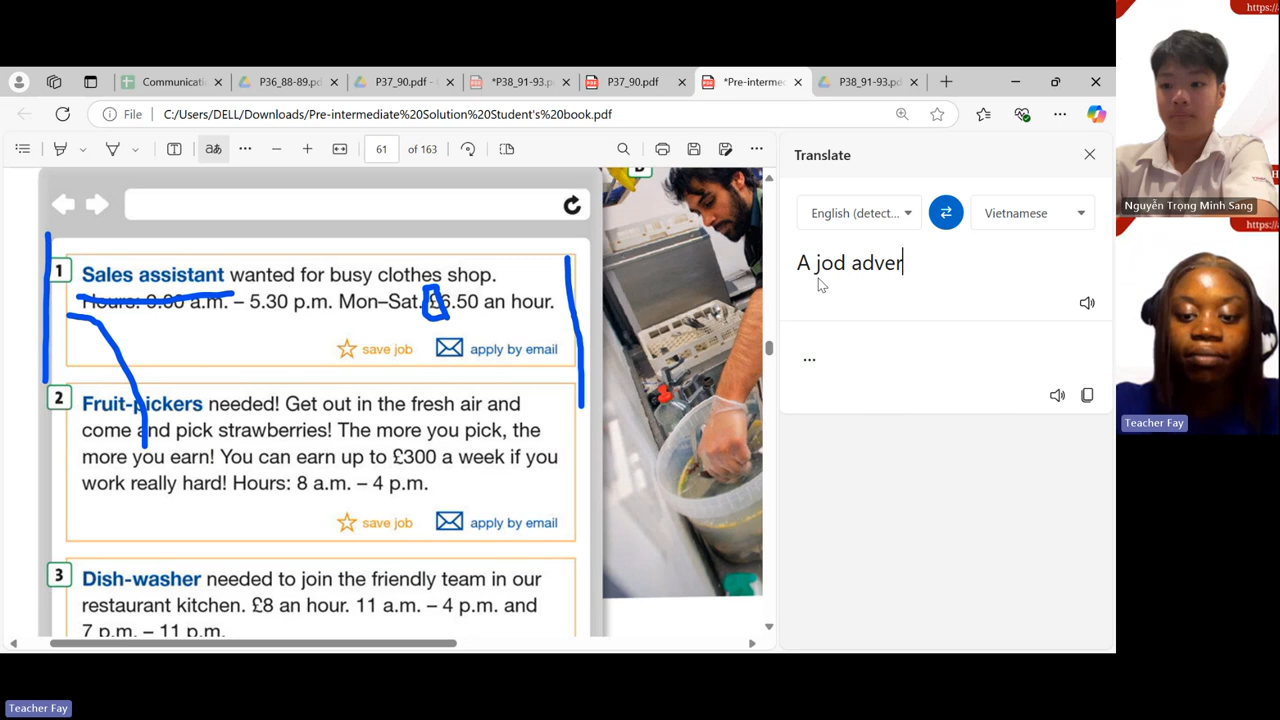 https://
Communicati
P36_88-89.pd
P37_90.pdf -
*P38_91-93.p
P37_90.pdf
*Pre-intermed
P38_91-93.pd
File
C:/Users/DELL/Downloads/Pre-intermediate%20Solution%20Student's%20book.pdf
61 of 163
Translate
English (detect...
Vietnamese
A jod adver
...
1
Sales assistant wanted for busy clothes shop.
Hours: 9.00 a.m. – 5.30 p.m. Mon–Sat. £6.50 an hour.
save job
apply by email
2
Fruit-pickers needed! Get out in the fresh air and
come and pick strawberries! The more you pick, the
more you earn! You can earn up to £300 a week if you
work really hard! Hours: 8 a.m. – 4 p.m.
save job
apply by email
3
Dish-washer needed to join the friendly team in our
restaurant kitchen. £8 an hour. 11 a.m. – 4 p.m. and
7 p.m. – 11 p.m.
Nguyễn Trọng Minh Sang
https://
Teacher Fay
Teacher Fay